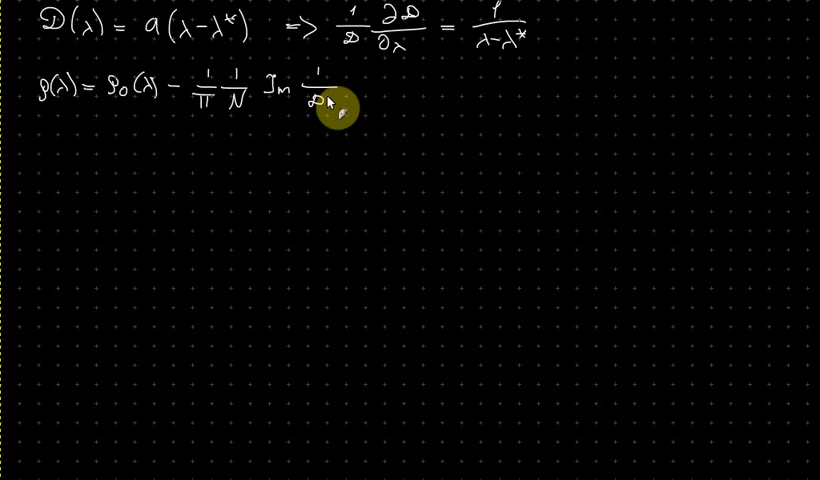 𝒟(λ) = a(λ-λ*) => 1/𝒟 ∂𝒟/∂λ = 1/(λ-λ*)
ρ(λ) = ρ₀(λ) - 1/π 1/N Im 1/𝒟